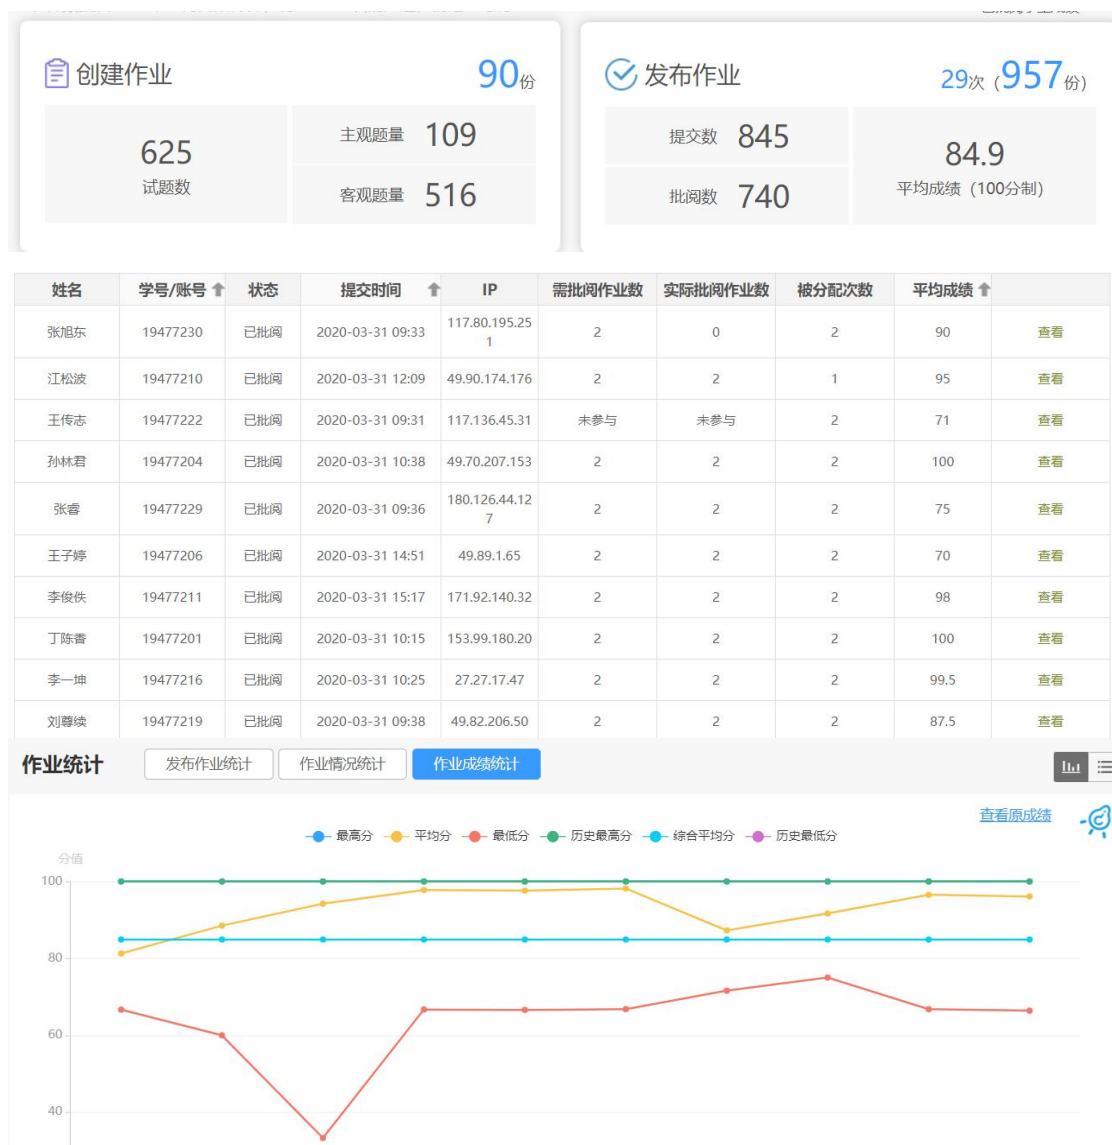 创建作业 90份
625
试题数
主观题量 109
客观题量 516
发布作业 29次 (957份)
提交数 845
批阅数 740
84.9
平均成绩 (100分制)
姓名 学号/账号 状态 提交时间 IP 需批阅作业数 实际批阅作业数 被分配次数 平均成绩
张旭东 19477230 已批阅 2020-03-31 09:33 117.80.195.251 2 0 2 90 查看
江松波 19477210 已批阅 2020-03-31 12:09 49.90.174.176 2 2 1 95 查看
王传志 19477222 已批阅 2020-03-31 09:31 117.136.45.31 未参与 未参与 2 71 查看
孙林君 19477204 已批阅 2020-03-31 10:38 49.70.207.153 2 2 2 100 查看
张睿 19477229 已批阅 2020-03-31 09:36 180.126.44.127 2 2 2 75 查看
王子婷 19477206 已批阅 2020-03-31 14:51 49.89.1.65 2 2 2 70 查看
李俊佚 19477211 已批阅 2020-03-31 15:17 171.92.140.32 2 2 2 98 查看
丁陈香 19477201 已批阅 2020-03-31 10:15 153.99.180.20 2 2 2 100 查看
李一坤 19477216 已批阅 2020-03-31 10:25 27.27.17.47 2 2 2 99.5 查看
刘尊续 19477219 已批阅 2020-03-31 09:38 49.82.206.50 2 2 2 87.5 查看
作业统计 发布作业统计 作业情况统计 作业成绩统计
查看原成绩
最高分 平均分 最低分 历史最高分 综合平均分 历史最低分
分值
100
80
60
40